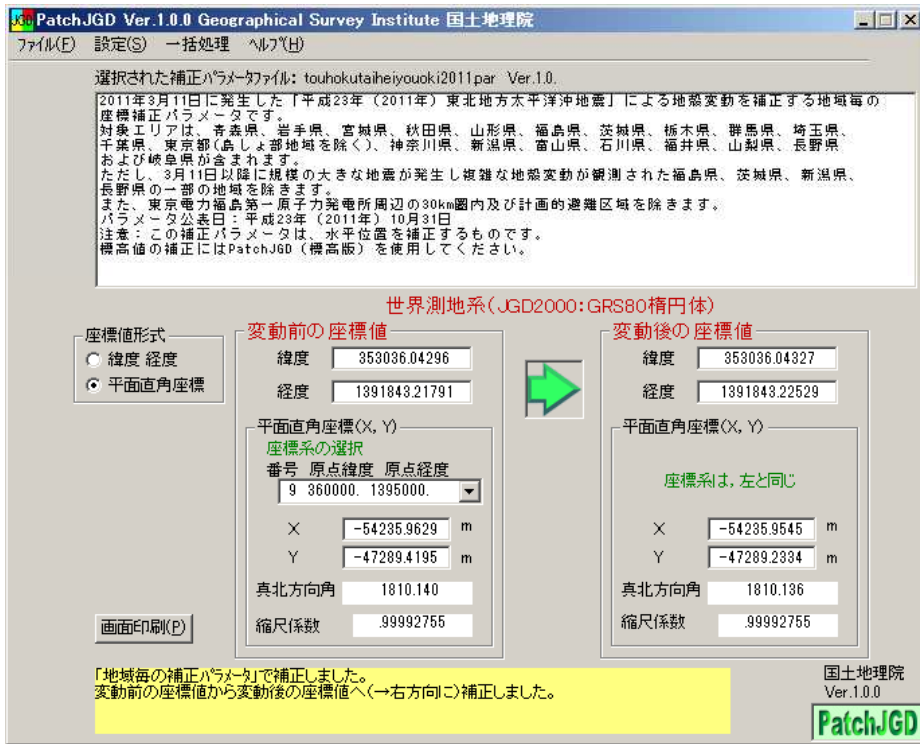 PatchJGD Ver.1.0.0 Geographical Survey Institute 国土地理院
ファイル(F) 設定(S) 一括処理 ヘルプ(H)
選択された補正パラメータファイル: touhokutaiheiyouoki2011par Ver.1.0.
2011年3月11日に発生した「平成23年（2011年）東北地方太平洋沖地震」による地殻変動を補正する地域毎の
座標補正パラメータです。
対象エリアは、青森県、岩手県、宮城県、秋田県、山形県、福島県、茨城県、栃木県、群馬県、埼玉県、
千葉県、東京都(島しょ部地域を除く)、神奈川県、新潟県、富山県、石川県、福井県、山梨県、長野県
および岐阜県が含まれます。
ただし、3月11日以降に規模の大きな地震が発生し複雑な地殻変動が観測された福島県、茨城県、新潟県、
長野県の一部の地域を除きます。
また、東京電力福島第一原子力発電所周辺の30km圏内及び計画的避難区域を除きます。
パラメータ公表日：平成23年（2011年）10月31日
注意：この補正パラメータは、水平位置を補正するものです。
標高値の補正にはPatchJGD（標高版）を使用してください。
世界測地系(JGD2000:GRS80楕円体)
座標値形式
緯度 経度
平面直角座標
変動前の座標値
緯度 353036.04296
経度 1391843.21791
平面直角座標(X, Y)
座標系の選択
番号 原点緯度 原点経度
9 360000. 1395000.
X -54235.9629 m
Y -47289.4195 m
真北方向角 1810.140
縮尺係数 .99992755
変動後の座標値
緯度 353036.04327
経度 1391843.22529
平面直角座標(X, Y)
座標系は，左と同じ
X -54235.9545 m
Y -47289.2334 m
真北方向角 1810.136
縮尺係数 .99992755
画面印刷(P)
「地域毎の補正パラメータ」で補正しました。
変動前の座標値から変動後の座標値へ(→右方向に)補正しました。
国土地理院
Ver.1.0.0
PatchJGD